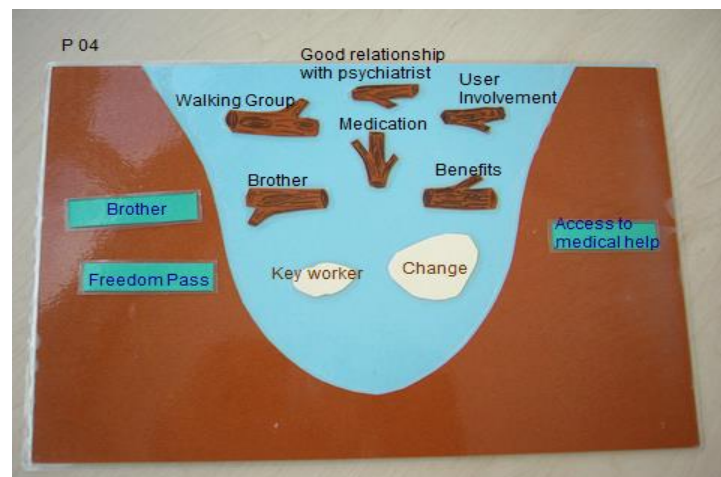 P 04
Good relationship
with psychiatrist
User
Involvement
Walking Group
Medication
Brother
Benefits
Brother
Access to
medical help
Freedom Pass
Key worker
Change